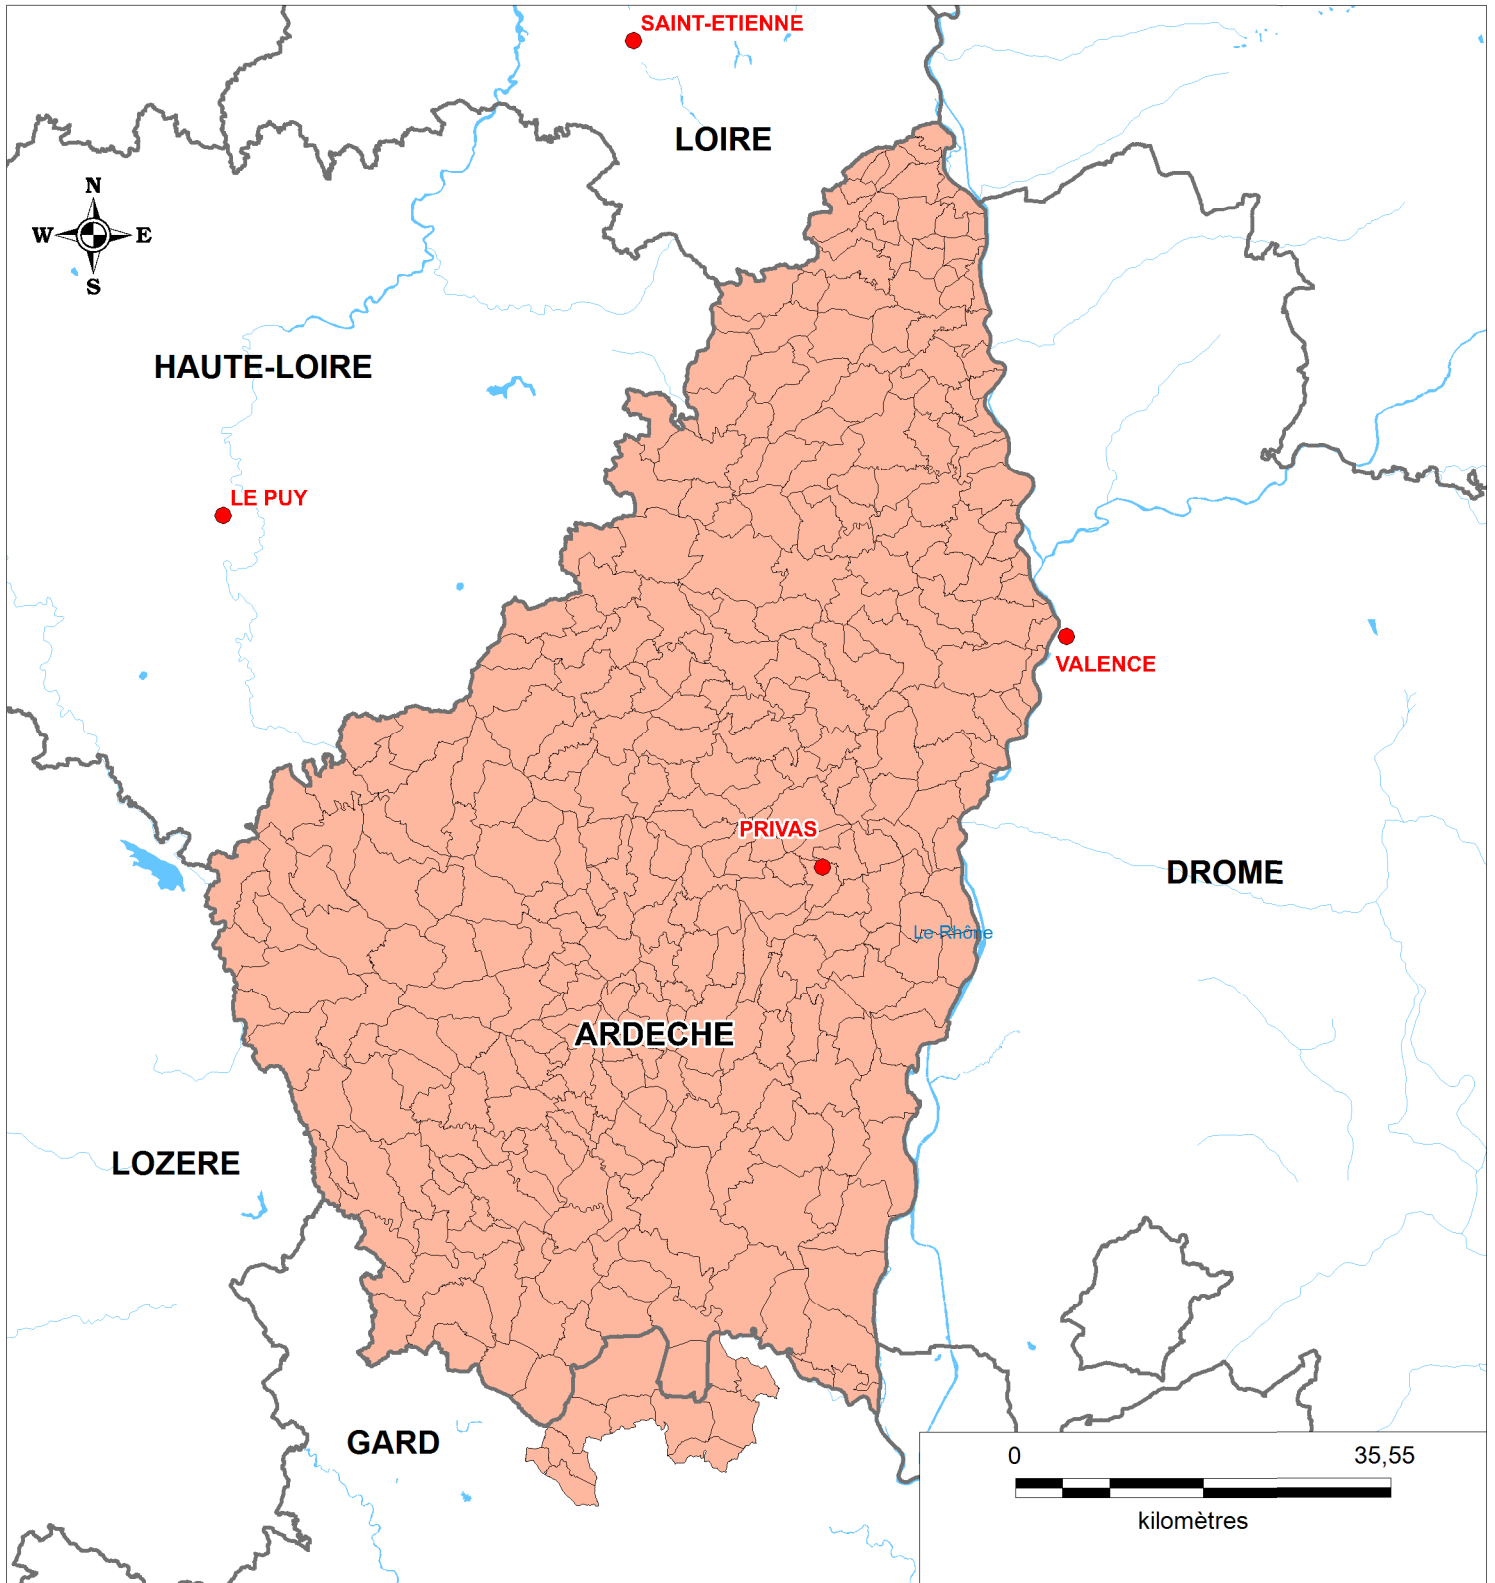 SAINT-ETIENNE
LOIRE
N
W E
S
HAUTE-LOIRE
LE PUY
VALENCE
PRIVAS
DROME
Le Rhône
ARDECHE
LOZERE
GARD
0 35,55
kilomètres